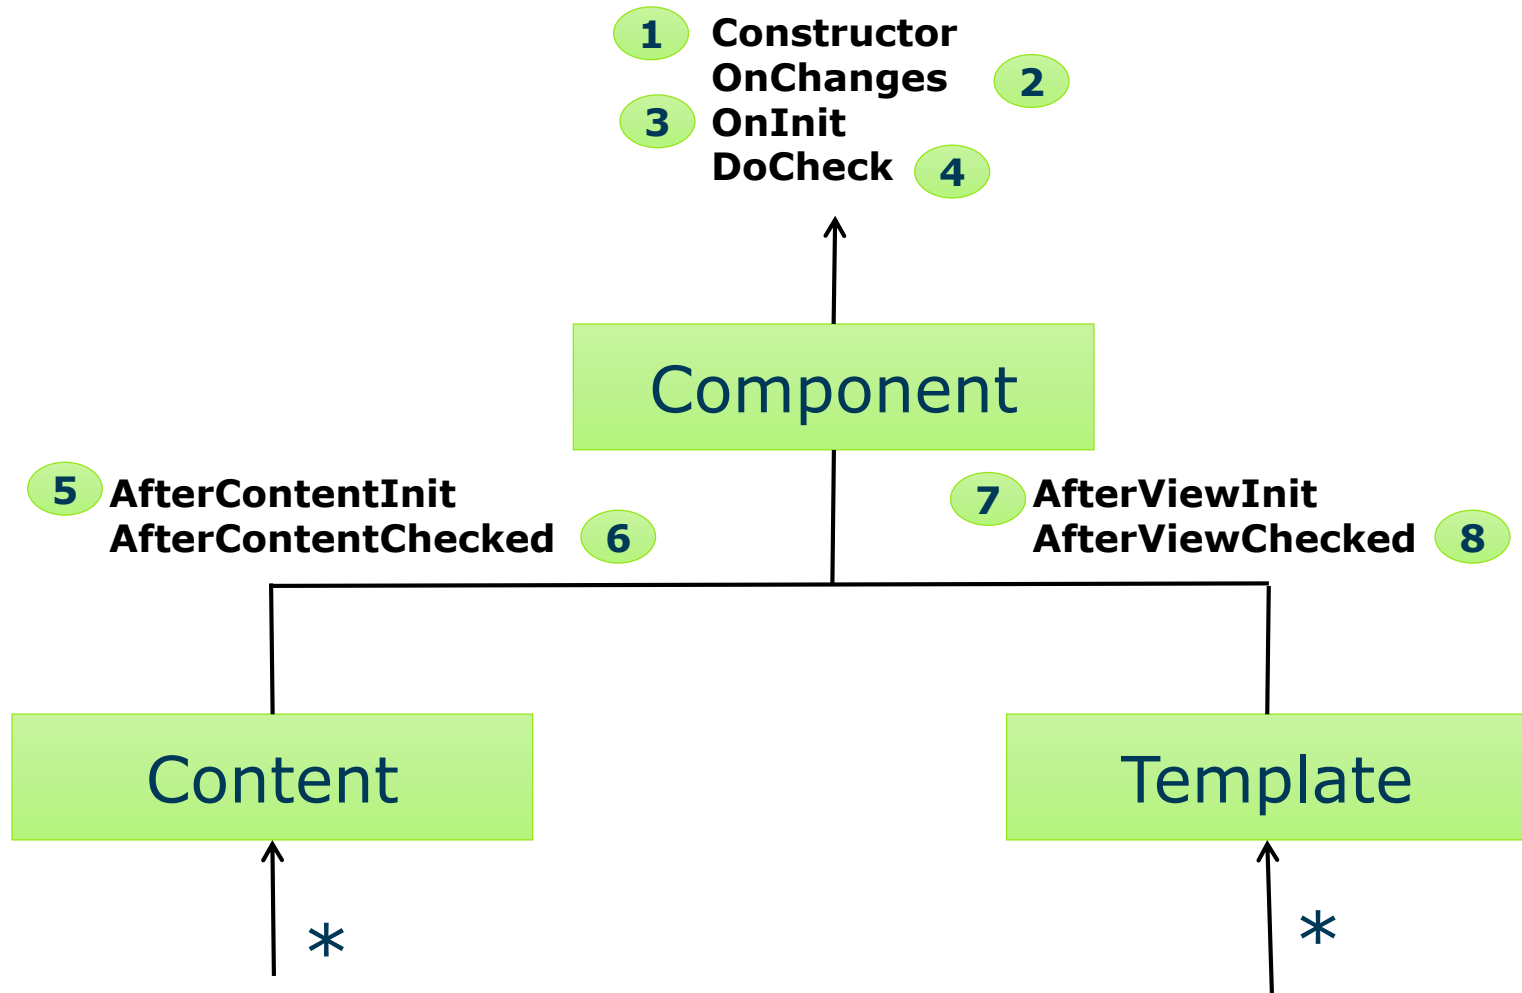 1 Constructor
OnChanges 2
3 OnInit
DoCheck 4
Component
5 AfterContentInit
AfterContentChecked 6
7 AfterViewInit
AfterViewChecked 8
Content
Template
*
*